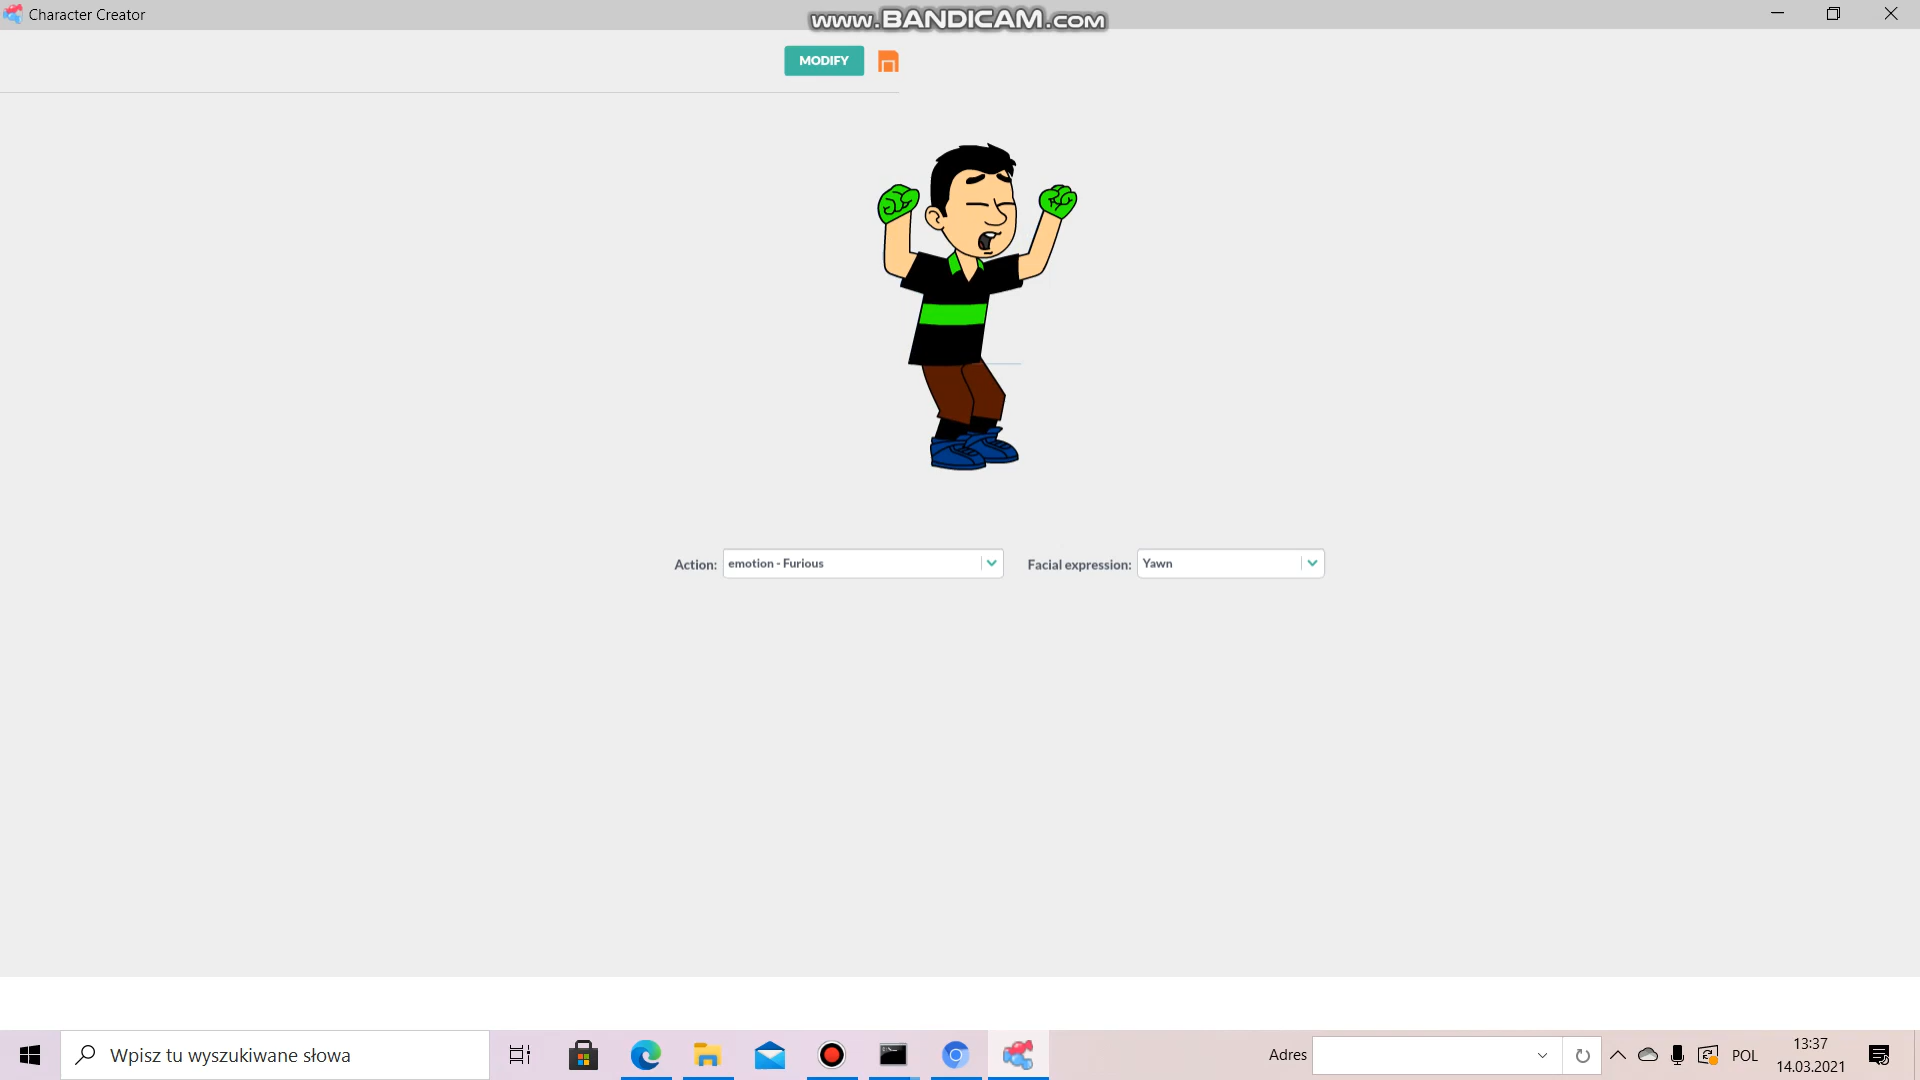 Character Creator
www.BANDICAM.com
MODIFY
Action: emotion - Furious Facial expression: Yawn
Wpisz tu wyszukiwane słowa
Adres
POL
13:37
14.03.2021